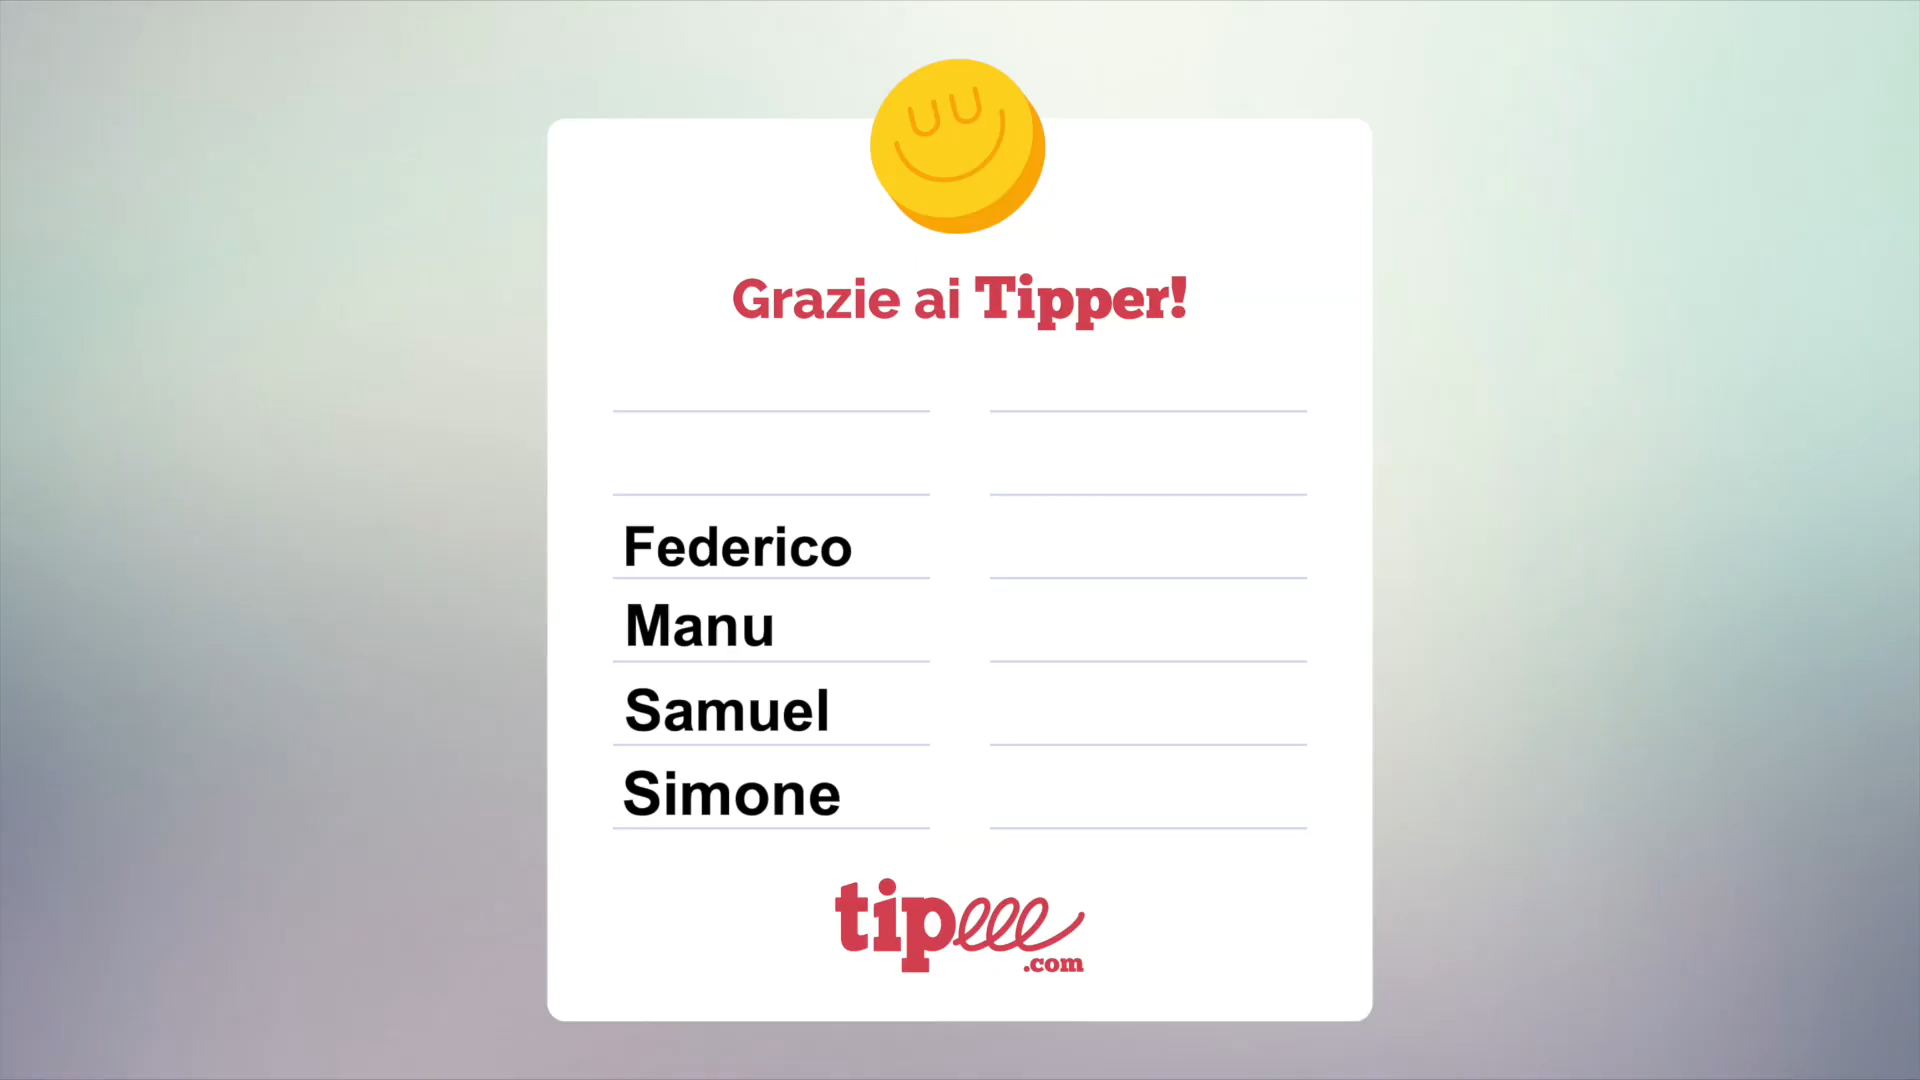 Grazie ai Tipper!
Federico
Manu
Samuel
Simone
tipeee
.com